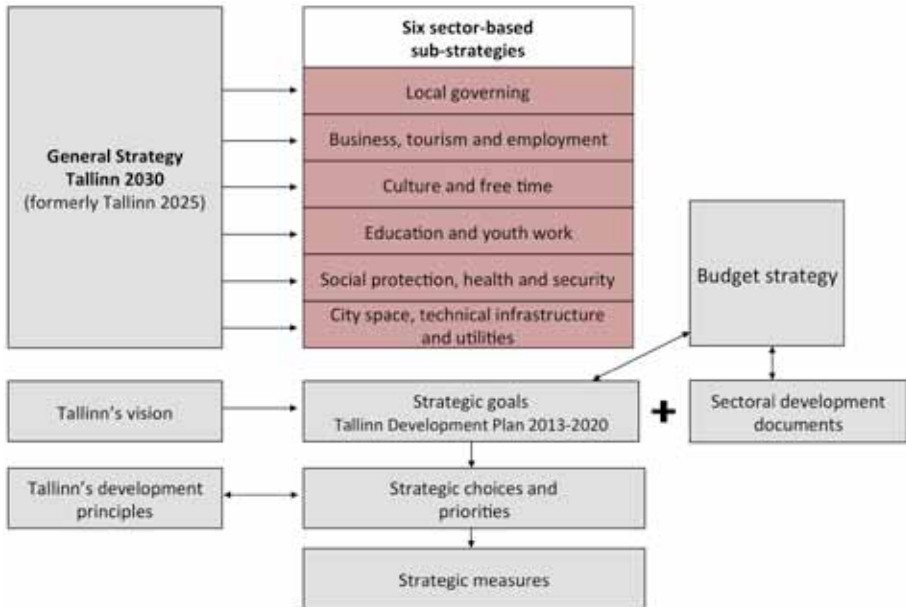 Six sector-based
sub-strategies
Local governing
Business, tourism and employment
General Strategy
Tallinn 2030
(formerly Tallinn 2025)
Culture and free time
Education and youth work
Social protection, health and security
City space, technical infrastructure
and utilities
Budget strategy
Tallinn's vision
Strategic goals
Tallinn Development Plan 2013-2020
+
Sectoral development
documents
Tallinn's development
principles
Strategic choices and
priorities
Strategic measures